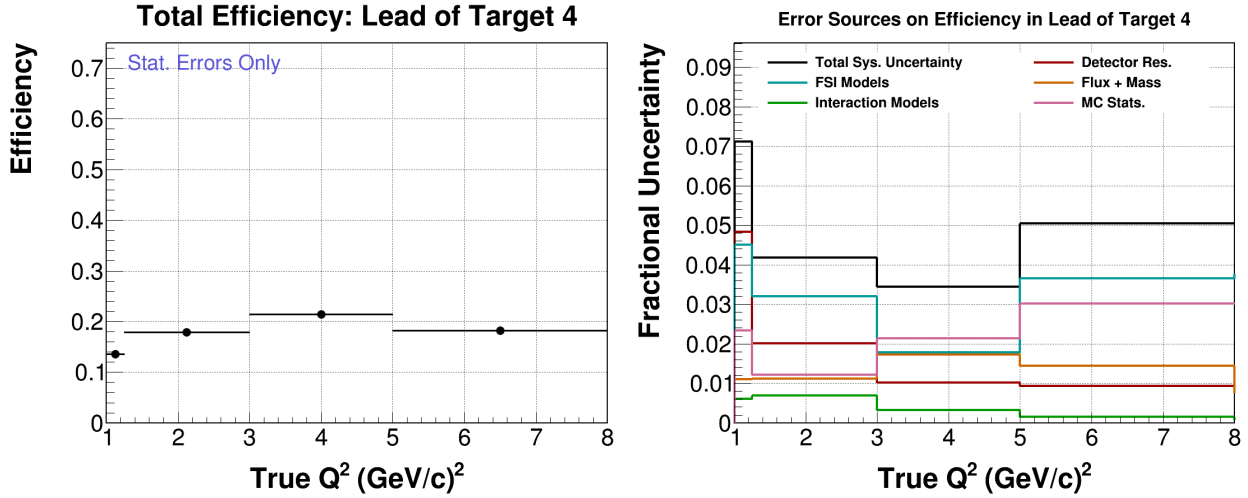 Total Efficiency: Lead of Target 4
Stat. Errors Only
Efficiency
0.7
0.6
0.5
0.4
0.3
0.2
0.1
0
1 2 3 4 5 6 7 8
True Q² (GeV/c)²
Error Sources on Efficiency in Lead of Target 4
Total Sys. Uncertainty
FSI Models
Interaction Models
Detector Res.
Flux + Mass
MC Stats.
Fractional Uncertainty
0.09
0.08
0.07
0.06
0.05
0.04
0.03
0.02
0.01
0
1 2 3 4 5 6 7 8
True Q² (GeV/c)²